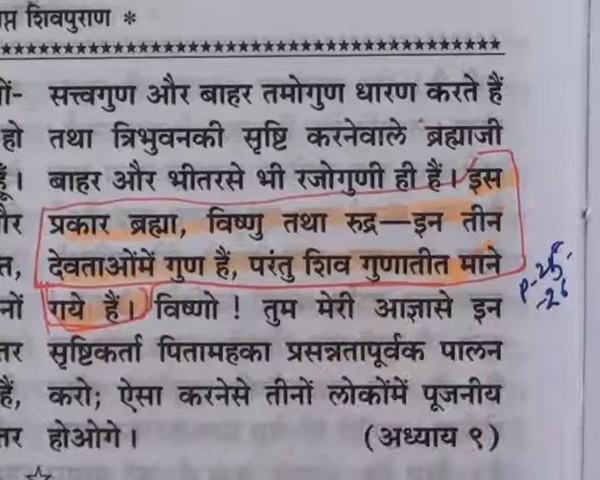 प्त शिवपुराण *
सत्त्वगुण और बाहर तमोगुण धारण करते हैं
हो तथा त्रिभुवनकी सृष्टि करनेवाले ब्रह्माजी
बाहर और भीतरसे भी रजोगुणी ही हैं। इस
प्रकार ब्रह्मा, विष्णु तथा रुद्र—इन तीन
देवताओंमें गुण हैं, परंतु शिव गुणातीत माने
गये हैं। विष्णो ! तुम मेरी आज्ञासे इन
सृष्टिकर्ता पितामहका प्रसन्नतापूर्वक पालन
करो; ऐसा करनेसे तीनों लोकोंमें पूजनीय
होओगे। (अध्याय ९)
P-25-
-26